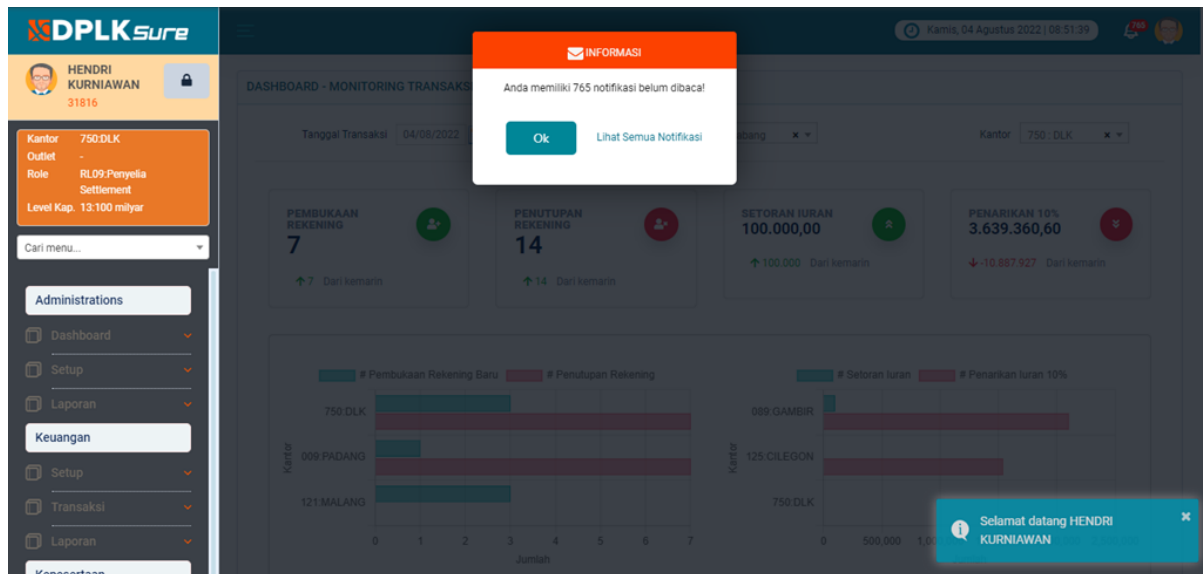 DPLKSure
Kamis, 04 Agustus 2022 | 08:51:39
765
HENDRI
KURNIAWAN
31816
Kantor 750:DLK
Outlet -
Role RL09:Penyelia
Settlement
Level Kap. 13:100 milyar
Cari menu...
Administrations
Dashboard
Setup
Laporan
Keuangan
Setup
Transaksi
Laporan
INFORMASI
Anda memiliki 765 notifikasi belum dibaca!
Ok Lihat Semua Notifikasi
DASHBOARD - MONITORING TRANSAKS
Tanggal Transaksi 04/08/2022
abang × Kantor 750 : DLK ×
PEMBUKAAN
REKENING
7
7 Dari kemarin
PENUTUPAN
REKENING
14
14 Dari kemarin
SETORAN IURAN
100.000,00
100.000 Dari kemarin
PENARIKAN 10%
3.639.360,60
-10.887.927 Dari kemarin
# Pembukaan Rekening Baru # Penutupan Rekening
Kantor
750:DLK
009:PADANG
121:MALANG
0 1 2 3 4 5 6 7
Jumlah
# Setoran Iuran # Penarikan Iuran 10%
Kantor
089:GAMBIR
125:CILEGON
750:DLK
0 500,000
Selamat datang HENDRI
KURNIAWAN
×